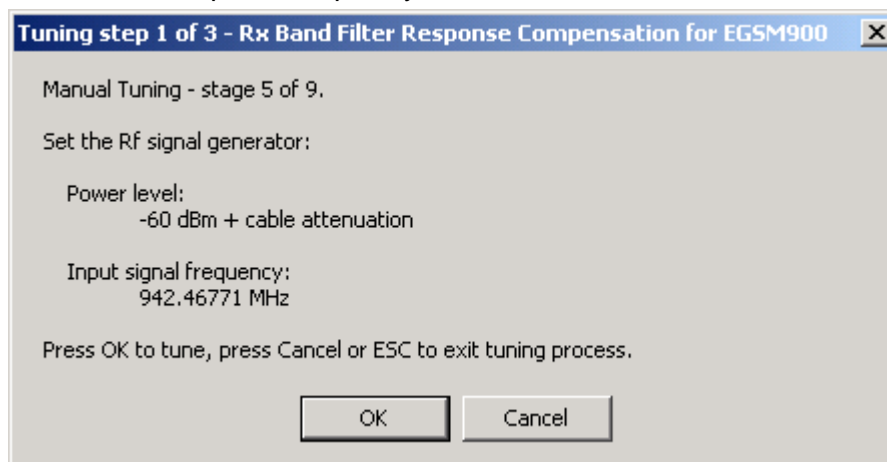 Tuning step 1 of 3 - Rx Band Filter Response Compensation for EGSM900
Manual Tuning - stage 5 of 9.
Set the Rf signal generator:
Power level:
-60 dBm + cable attenuation
Input signal frequency:
942.46771 MHz
Press OK to tune, press Cancel or ESC to exit tuning process.
OK
Cancel